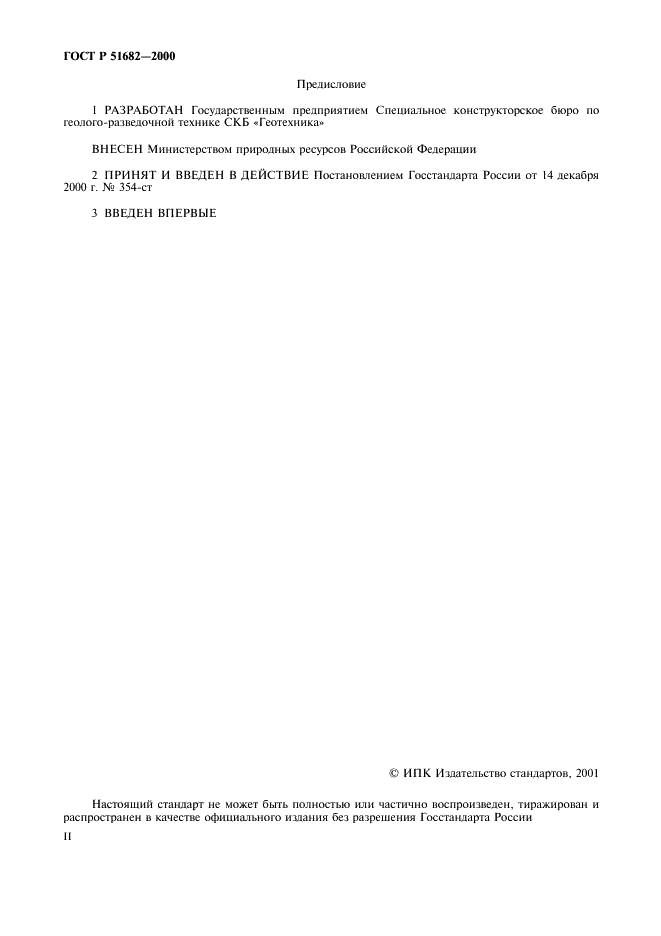 ГОСТ Р 51682—2000
Предисловие
1 РАЗРАБОТАН Государственным предприятием Специальное конструкторское бюро по
геолого-разведочной технике СКБ «Геотехника»
ВНЕСЕН Министерством природных ресурсов Российской Федерации
2 ПРИНЯТ И ВВЕДЕН В ДЕЙСТВИЕ Постановлением Госстандарта России от 14 декабря
2000 г. № 354-ст
3 ВВЕДЕН ВПЕРВЫЕ
© ИПК Издательство стандартов, 2001
Настоящий стандарт не может быть полностью или частично воспроизведен, тиражирован и
распространен в качестве официального издания без разрешения Госстандарта России
II